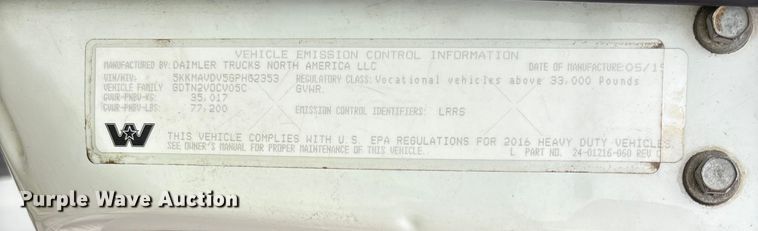 VEHICLE EMISSION CONTROL INFORMATION
MANUFACTURED BY: DAIMLER TRUCKS NORTH AMERICA LLC DATE OF MANUFACTURE: 05/15
VIN/NIV: 5KKMAVDV5GPHG2353 REGULATORY CLASS: Vocational vehicles above 33,000 Pounds
VEHICLE FAMILY GDTN2VOCV05C GVWR.
GVWR-PNBV-KG: 35,017
GVWR-PNBV-LBS: 77,200 EMISSION CONTROL IDENTIFIERS: LRRS
W
THIS VEHICLE COMPLIES WITH U.S. EPA REGULATIONS FOR 2016 HEAVY DUTY VEHICLES
SEE OWNER'S MANUAL FOR PROPER MAINTENANCE OF THIS VEHICLE. L PART NO. 24-01216-060 REV
Purple Wave Auction